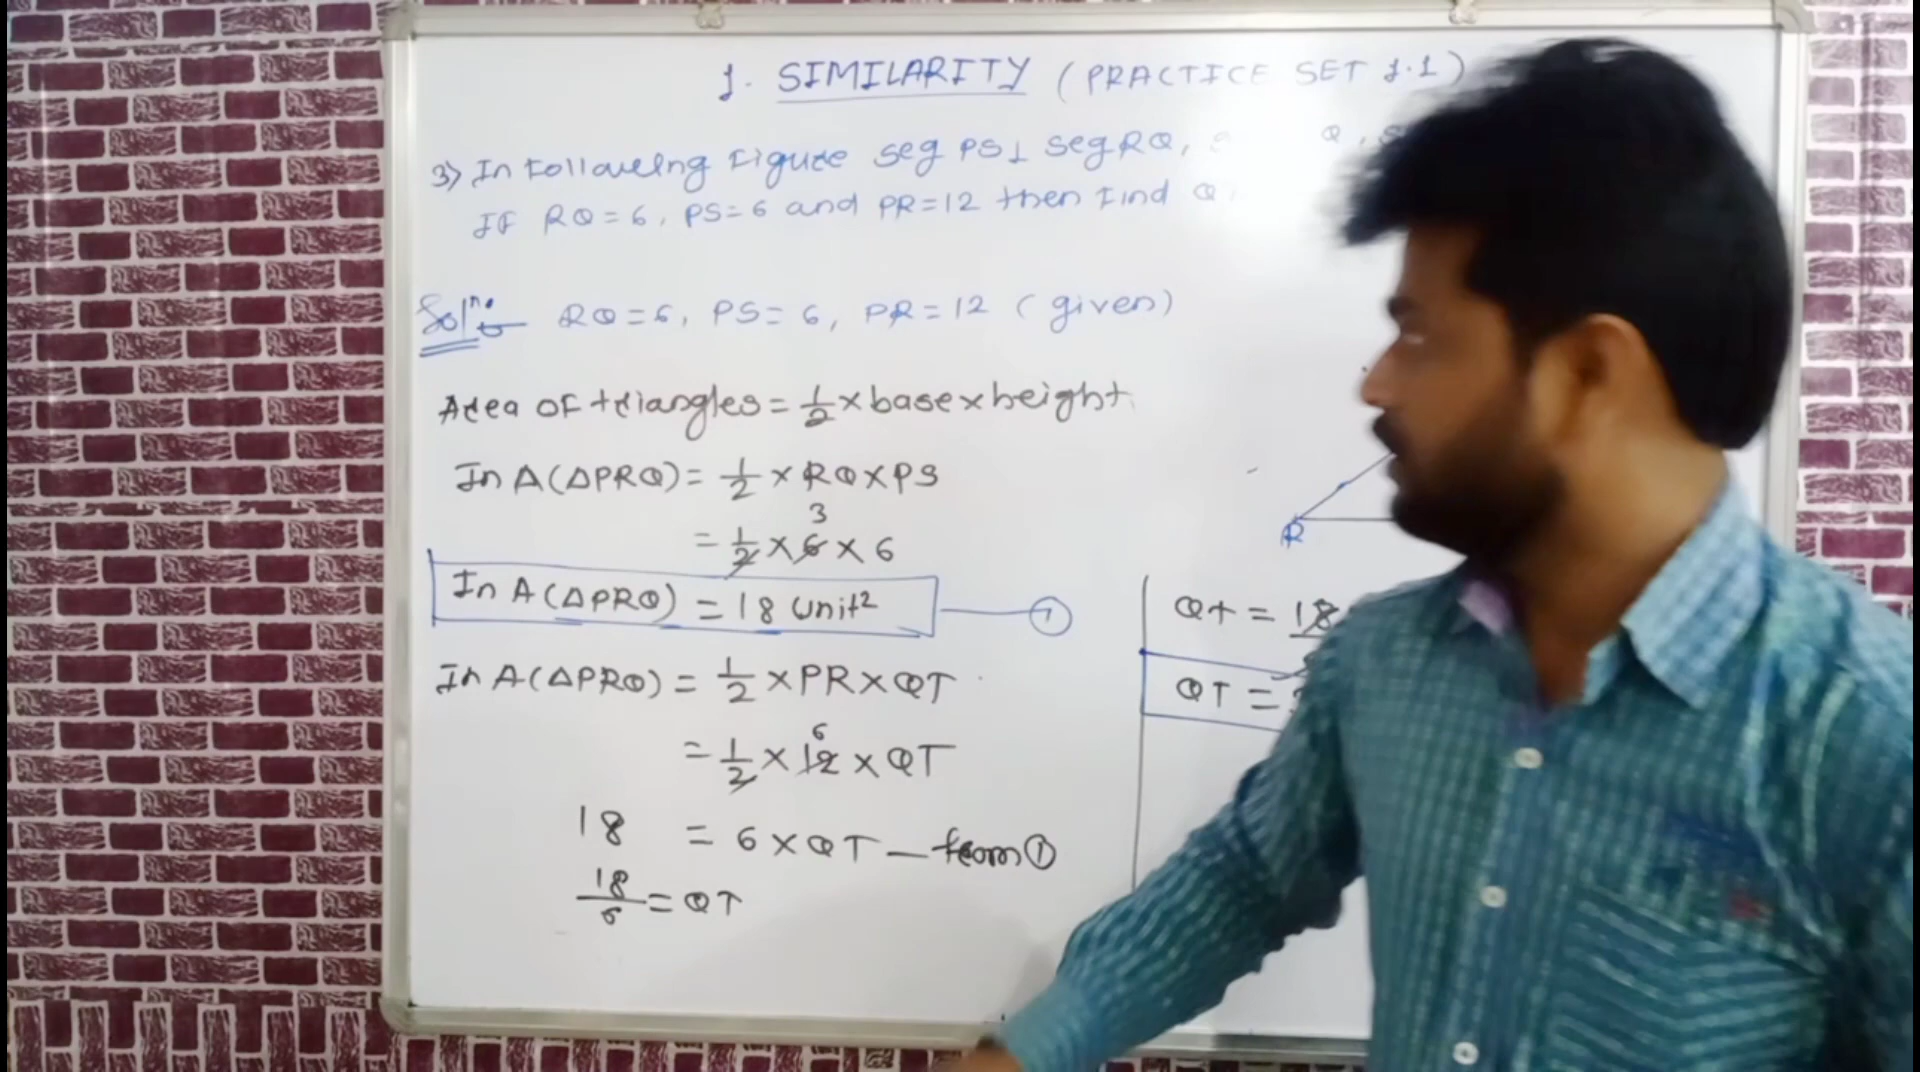 1. SIMILARITY (PRACTICE SET 1.1)
3) In following figure seg PS⊥ seg RQ, Q,
If RQ=6, PS=6 and PR=12 then find Q
Solⁿ: RQ=6, PS=6, PR=12 (given)
Area of triangles = 1/2 × base × height
In A(ΔPRQ) = 1/2 × RQ × PS
3
= 1/2 × 6 × 6
In A(ΔPRQ) = 18 unit² 1
In A(ΔPRQ) = 1/2 × PR × QT
6
= 1/2 × 12 × QT
18 = 6 × QT — from 1
18/6 = QT
R
QT = 18
QT =